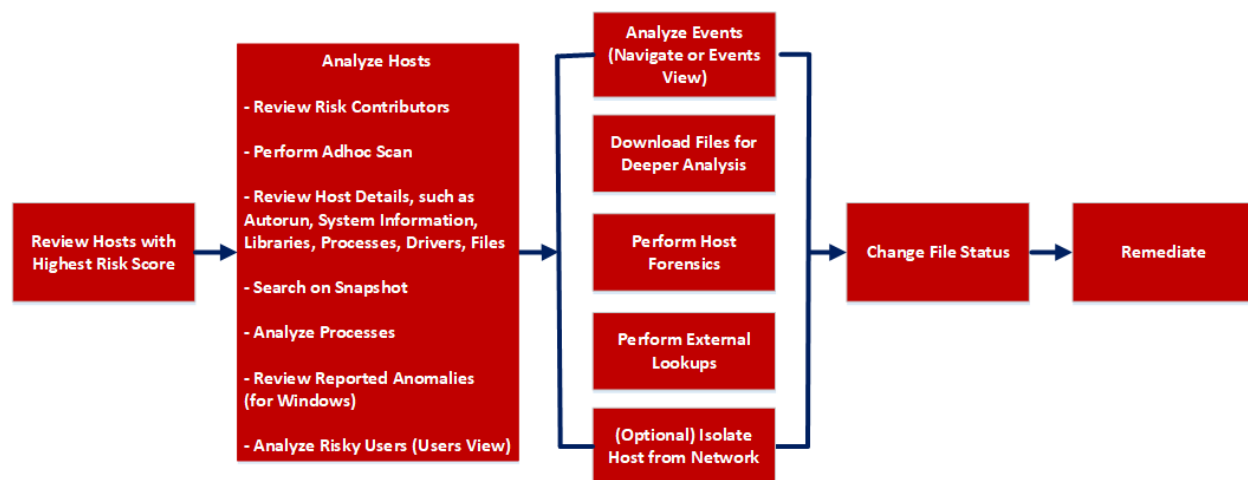 Review Hosts with
Highest Risk Score
Analyze Hosts
- Review Risk Contributors
- Perform Adhoc Scan
- Review Host Details, such as
Autorun, System Information,
Libraries, Processes, Drivers, Files
- Search on Snapshot
- Analyze Processes
- Review Reported Anomalies
(for Windows)
- Analyze Risky Users (Users View)
Analyze Events
(Navigate or Events
View)
Download Files for
Deeper Analysis
Perform Host
Forensics
Perform External
Lookups
(Optional) Isolate
Host from Network
Change File Status
Remediate